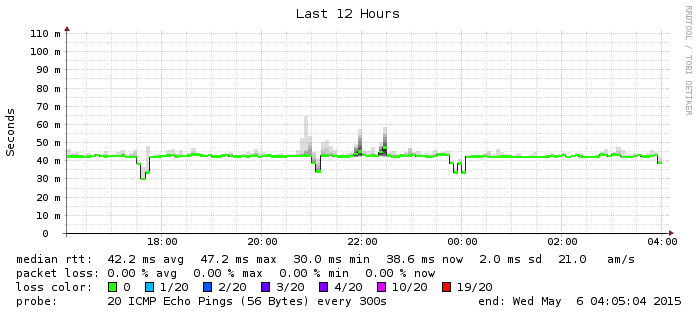 Last 12 Hours
RRDTOOL / TOBI OETIKER
Seconds
110 m
100 m
90 m
80 m
70 m
60 m
50 m
40 m
30 m
20 m
10 m
0
18:00 20:00 22:00 00:00 02:00 04:00
median rtt: 42.2 ms avg 47.2 ms max 30.0 ms min 38.6 ms now 2.0 ms sd 21.0 am/s
packet loss: 0.00 % avg 0.00 % max 0.00 % min 0.00 % now
loss color: 0 1/20 2/20 3/20 4/20 10/20 19/20
probe: 20 ICMP Echo Pings (56 Bytes) every 300s end: Wed May 6 04:05:04 2015